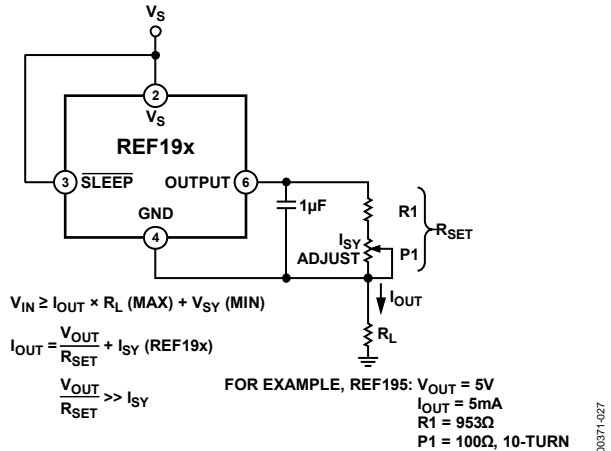 VS
2
VS
REF19x
3 SLEEP OUTPUT 6
GND
4
1µF
R1
ISY
ADJUST
P1
RSET
IOUT
RL
VIN ≥ IOUT × RL (MAX) + VSY (MIN)
IOUT = VOUT / RSET + ISY (REF19x)
VOUT / RSET >> ISY
FOR EXAMPLE, REF195: VOUT = 5V
IOUT = 5mA
R1 = 953Ω
P1 = 100Ω, 10-TURN
00371-027